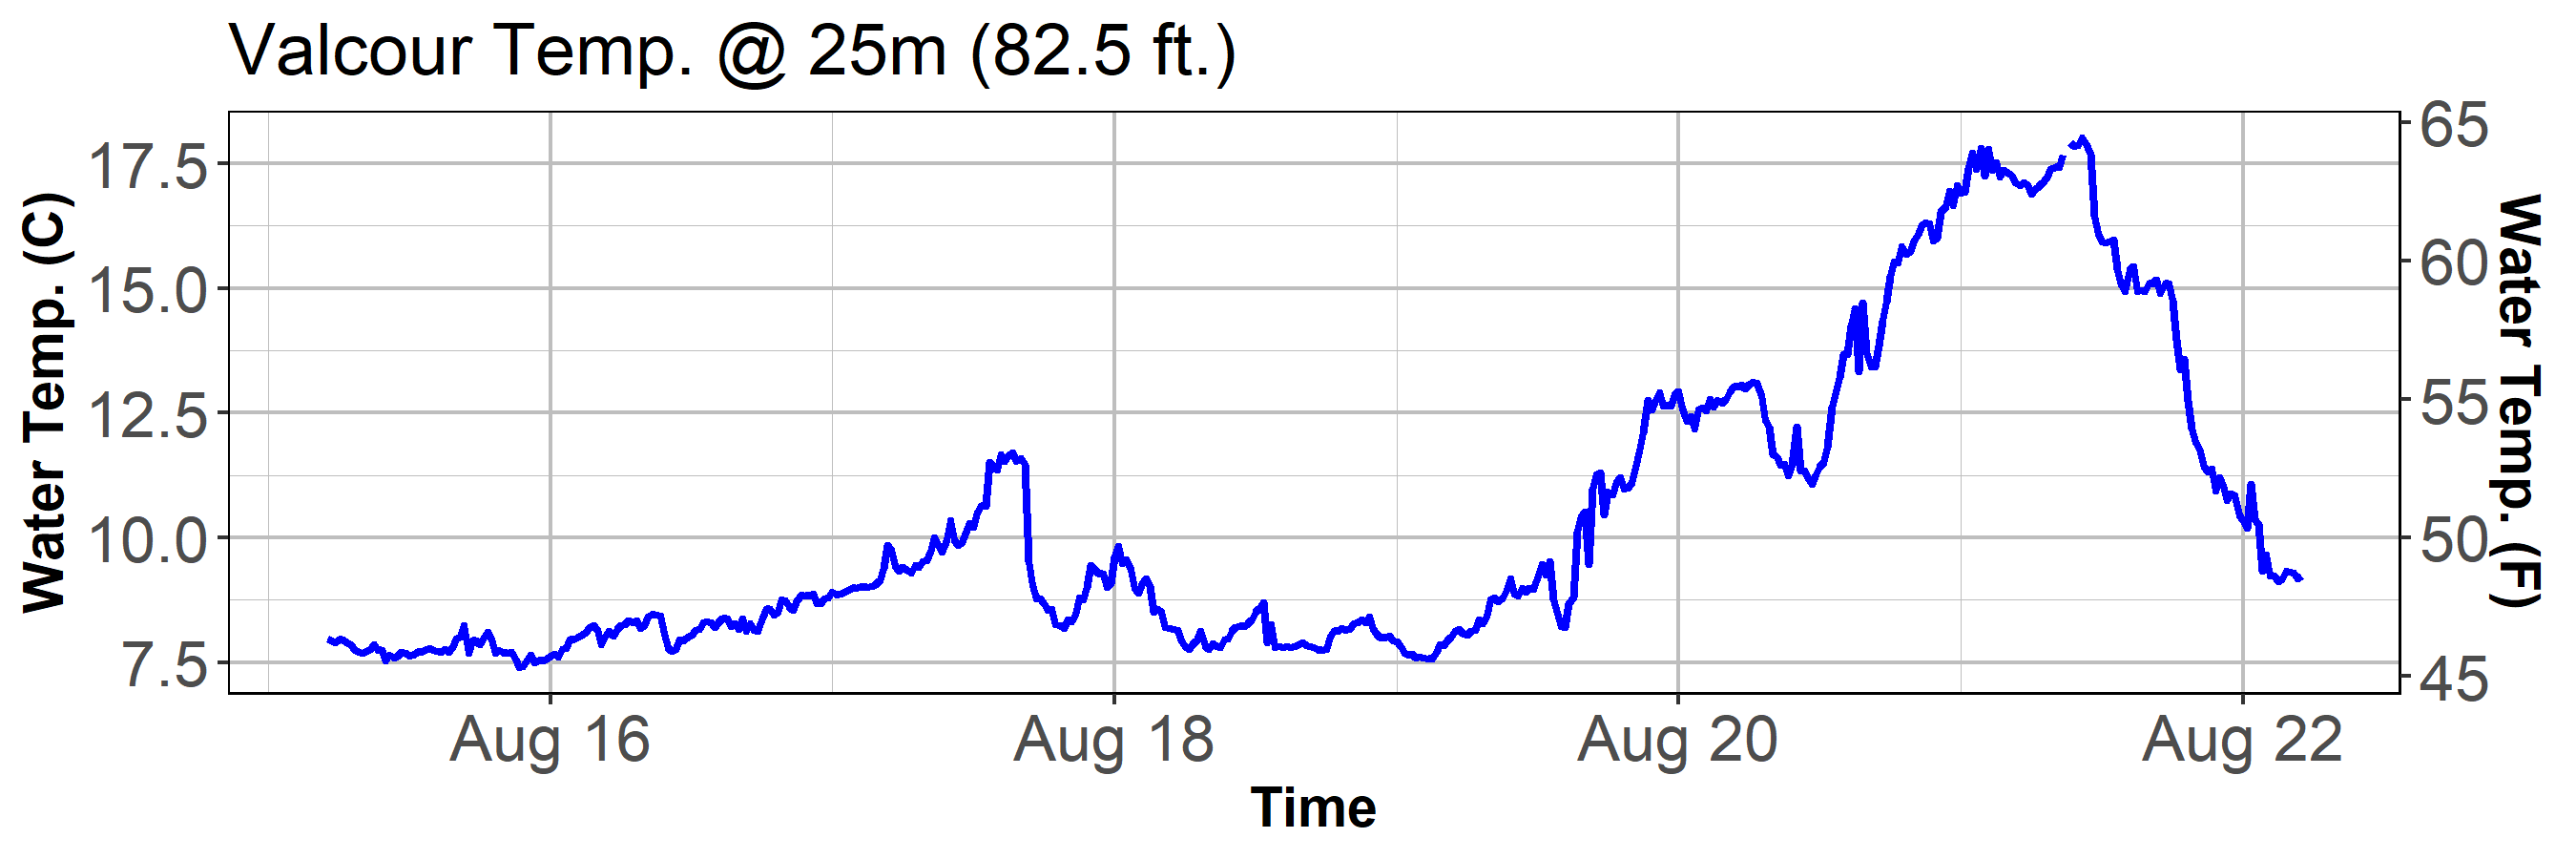 Valcour Temp. @ 25m (82.5 ft.)
Water Temp. (C)
17.5
15.0
12.5
10.0
7.5
65
60
55
50
45
Water Temp. (F)
Aug 16 Aug 18 Aug 20 Aug 22
Time